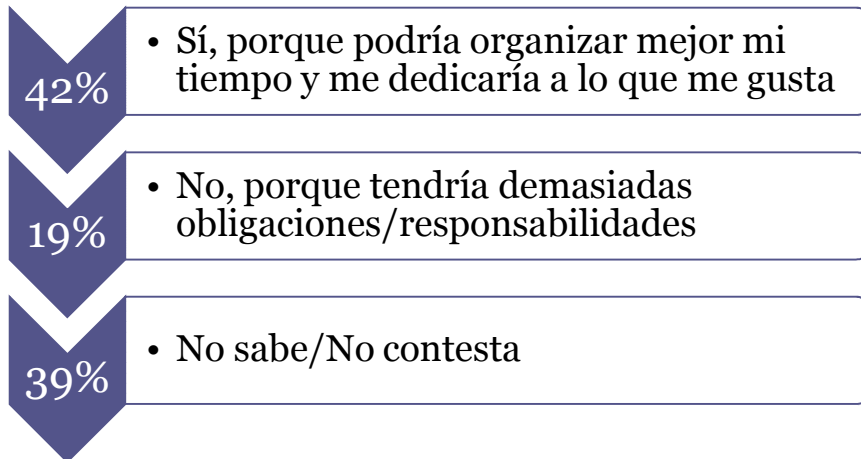 42%
• Sí, porque podría organizar mejor mi
tiempo y me dedicaría a lo que me gusta
19%
• No, porque tendría demasiadas
obligaciones/responsabilidades
39%
• No sabe/No contesta